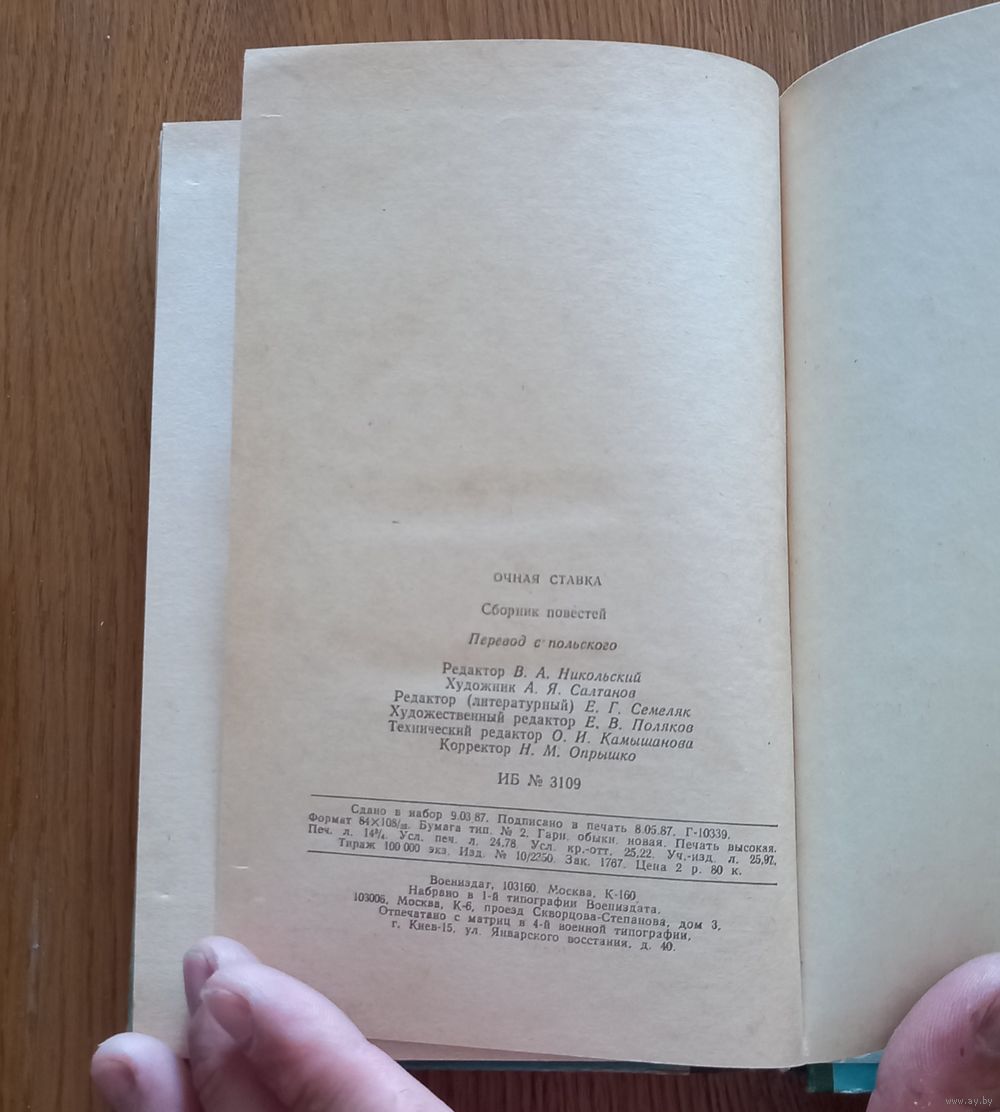 ОЧНАЯ СТАВКА
Сборник повестей
Перевод с польского
Редактор В. А. Никольский
Художник А. Я. Салтанов
Редактор (литературный) Е. Г. Семеляк
Художественный редактор Е. В. Поляков
Технический редактор О. И. Камышанова
Корректор Н. М. Опрышко
ИБ № 3109
Сдано в набор 9.03 87. Подписано в печать 8.05.87. Г-10339.
Формат 84×108/₃₂. Бумага тип. № 2. Гарн. обыкн. новая. Печать высокая.
Печ. л. 14³/₄. Усл. печ. л. 24,78. Усл. кр.-отт. 25,22. Уч.-изд. л. 25,97.
Тираж 100 000 экз. Изд. № 10/2350. Зак. 1767. Цена 2 р. 80 к.
Воениздат, 103160, Москва, К-160
Набрано в 1-й типографии Воениздата.
103006, Москва, К-6, проезд Скворцова-Степанова, дом 3.
Отпечатано с матриц в 4-й военной типографии,
г. Киев-15, ул. Январского восстания, д. 40.
www.ay.by